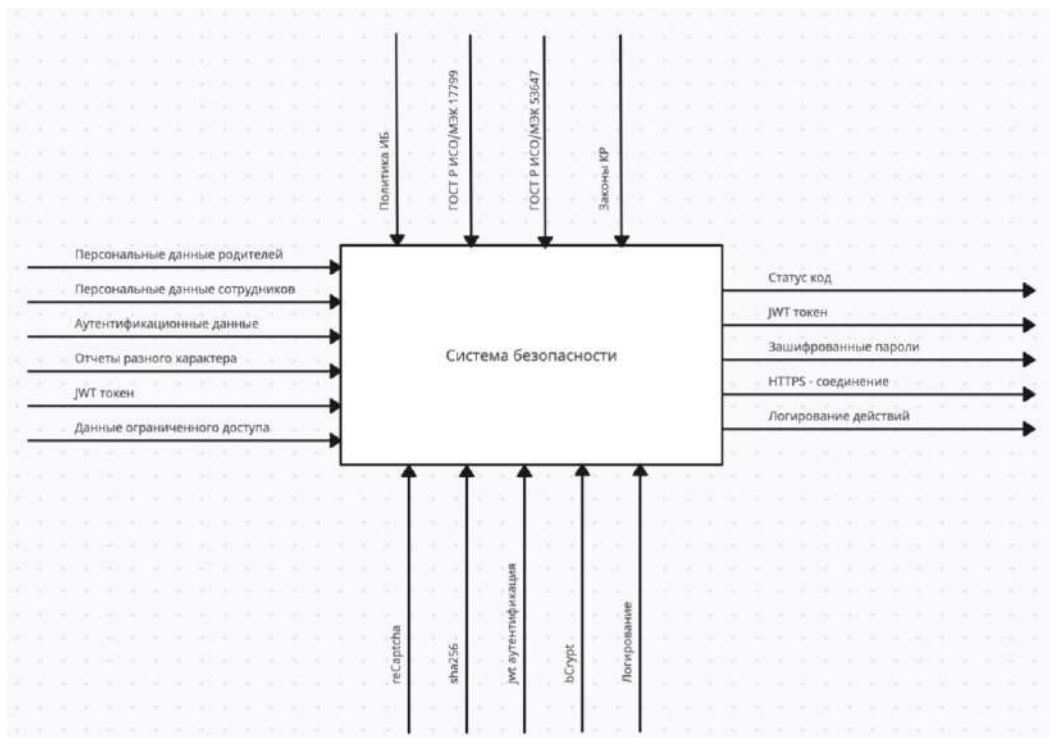 Политика ИБ
ГОСТ Р ИСО/МЭК 17799
ГОСТ Р ИСО/МЭК 53647
Законы КР
Персональные данные родителей
Персональные данные сотрудников
Аутентификационные данные
Отчеты разного характера
JWT токен
Данные ограниченного доступа
Система безопасности
Статус код
JWT токен
Зашифрованные пароли
HTTPS - соединение
Логирование действий
reCaptcha
sha256
jwt аутентификация
bCrypt
Логирование